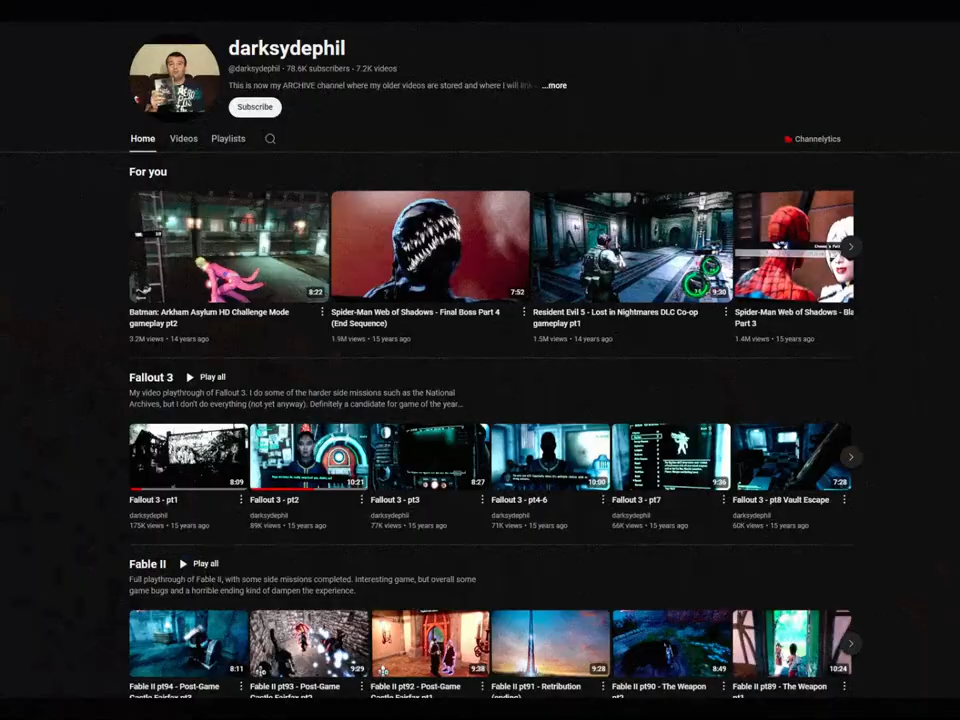 darksydephil
@darksydephil · 78.6K subscribers · 7.2K videos
This is now my ARCHIVE channel where my older videos are stored and where I will ...more
Subscribe
Home Videos Playlists
Channelytics
For you
8:22
7:52
9:30
Batman: Arkham Asylum HD Challenge Mode
gameplay pt2
3.2M views · 14 years ago
Spider-Man Web of Shadows - Final Boss Part 4
(End Sequence)
1.9M views · 15 years ago
Resident Evil 5 - Lost in Nightmares DLC Co-op
gameplay pt1
1.5M views · 14 years ago
Spider-Man Web of Shadows - Bla
Part 3
1.4M views · 15 years ago
Fallout 3 Play all
My video playthrough of Fallout 3. I do some of the harder side missions such as the National
Archives, but I don't do everything (not yet anyway). Definitely a candidate for game of the year...
8:09
10:21
8:27
10:00
9:36
7:28
Fallout 3 - pt1
darksydephil
175K views · 15 years ago
Fallout 3 - pt2
darksydephil
89K views · 15 years ago
Fallout 3 - pt3
darksydephil
77K views · 15 years ago
Fallout 3 - pt4-6
darksydephil
71K views · 15 years ago
Fallout 3 - pt7
darksydephil
66K views · 15 years ago
Fallout 3 - pt8 Vault Escape
darksydephil
60K views · 15 years ago
Fable II Play all
Full playthrough of Fable II, with some side missions completed. Interesting game, but overall some
game bugs and a horrible ending kind of dampen the experience.
8:11
9:29
9:38
9:28
8:49
10:24
Fable II pt94 - Post-Game
Castle Fairfax pt3
Fable II pt93 - Post-Game
Castle Fairfax pt2
Fable II pt92 - Post-Game
Castle Fairfax pt1
Fable II pt91 - Retribution
(ending)
Fable II pt90 - The Weapon
pt2
Fable II pt89 - The Weapon
pt1